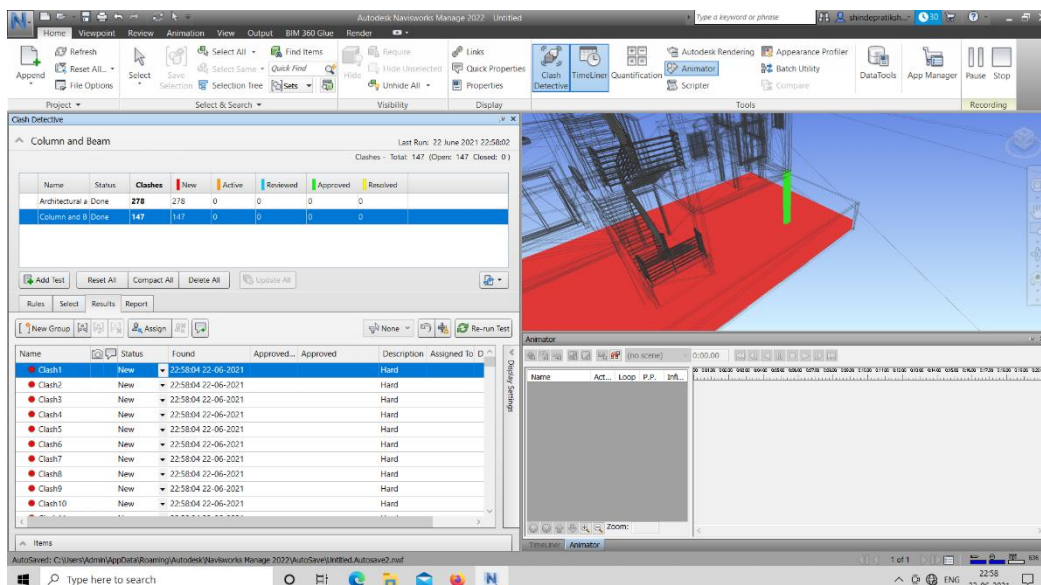 Autodesk Navisworks Manage 2022 Untitled
Type a keyword or phrase
shindepratiksh...
30
Home Viewpoint Review Animation View Output BIM 360 Glue Render
Append
Refresh
Reset All...
File Options
Project
Select
Save Selection
Select All
Select Same
Selection Tree
Find Items
Quick Find
Sets
Select & Search
Hide
Require
Hide Unselected
Unhide All
Visibility
Links
Quick Properties
Properties
Display
Clash Detective
TimeLiner
Quantification
Autodesk Rendering
Animator
Scripter
Appearance Profiler
Batch Utility
Compare
Tools
DataTools
App Manager
Pause Stop
Recording
Clash Detective
Column and Beam
Last Run: 22 June 2021 22:58:02
Clashes - Total: 147 (Open: 147 Closed: 0)
Name Status Clashes New Active Reviewed Approved Resolved
Architectural a Done 278 278 0 0 0 0
Column and B Done 147 147 0 0 0 0
Add Test Reset All Compact All Delete All Update All
Rules Select Results Report
New Group Assign None Re-run Test
Name Status Found Approved... Approved Description Assigned To D
Clash1 New 22:58:04 22-06-2021 Hard
Clash2 New 22:58:04 22-06-2021 Hard
Clash3 New 22:58:04 22-06-2021 Hard
Clash4 New 22:58:04 22-06-2021 Hard
Clash5 New 22:58:04 22-06-2021 Hard
Clash6 New 22:58:04 22-06-2021 Hard
Clash7 New 22:58:04 22-06-2021 Hard
Clash8 New 22:58:04 22-06-2021 Hard
Clash9 New 22:58:04 22-06-2021 Hard
Clash10 New 22:58:04 22-06-2021 Hard
Display Settings
Items
Animator
(no scene) 0:00.00
Name Act... Loop P.P. Infi...
Zoom:
TimeLiner Animator
AutoSaved: C:\Users\Admin\AppData\Roaming\Autodesk\Navisworks Manage 2022\AutoSave\Untitled.Autosave2.nwf
1 of 1
636
Type here to search
ENG
22:58
22-06-2021